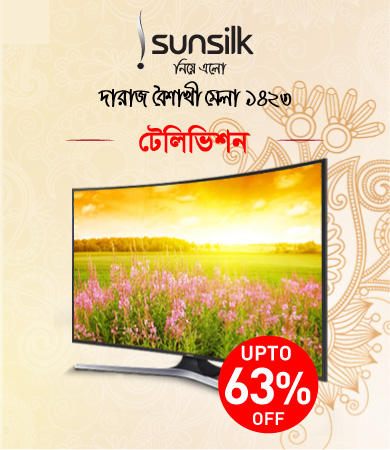 sunsilk
নিয়ে এলো
দারাজ বৈশাখী মেলা ১৪২৩
টেলিভিশন
UPTO
63%
OFF